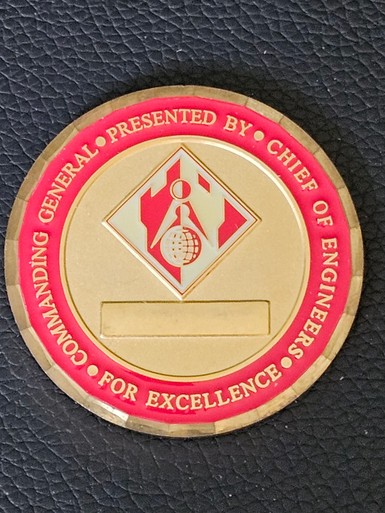 • PRESENTED BY • CHIEF OF ENGINEERS •
FOR EXCELLENCE
• COMMANDING GENERAL